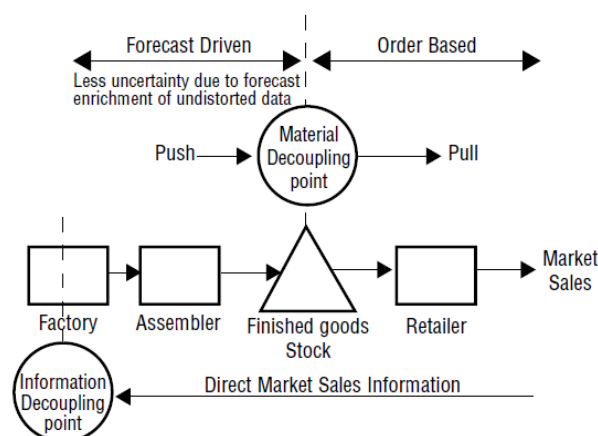 Forecast Driven
Order Based
Less uncertainty due to forecast
enrichment of undistorted data
Material
Decoupling
point
Push
Pull
Market
Sales
Factory
Assembler
Finished goods
Stock
Retailer
Information
Decoupling
point
Direct Market Sales Information